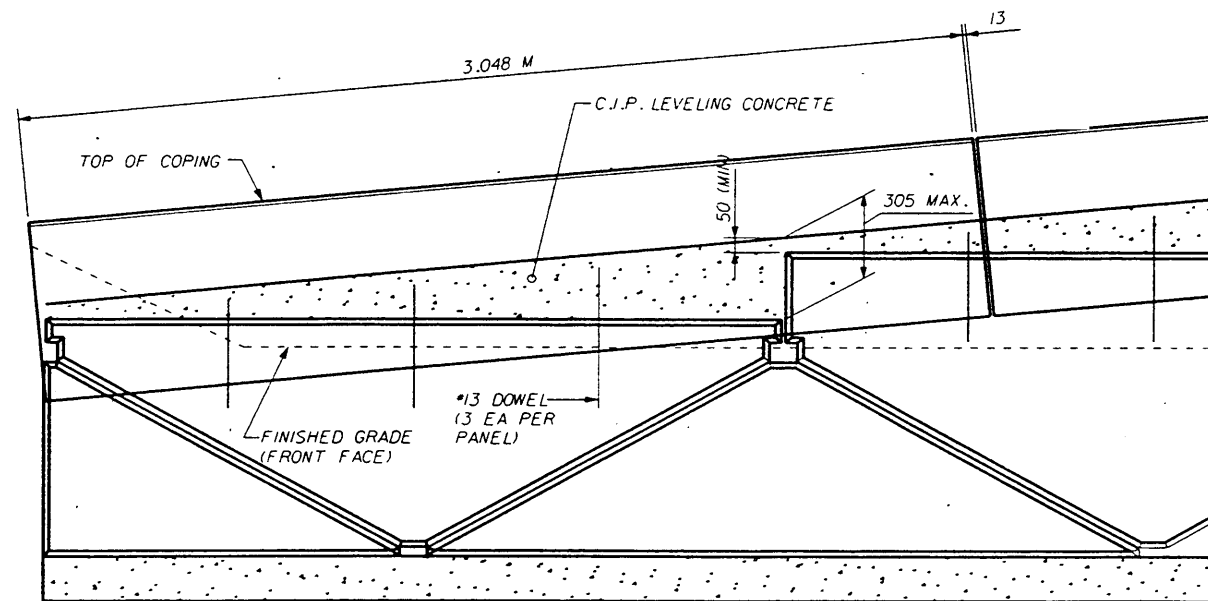 13
3.048 M
C.I.P. LEVELING CONCRETE
TOP OF COPING
50 (MIN)
305 MAX.
#13 DOWEL
(3 EA PER
PANEL)
FINISHED GRADE
(FRONT FACE)